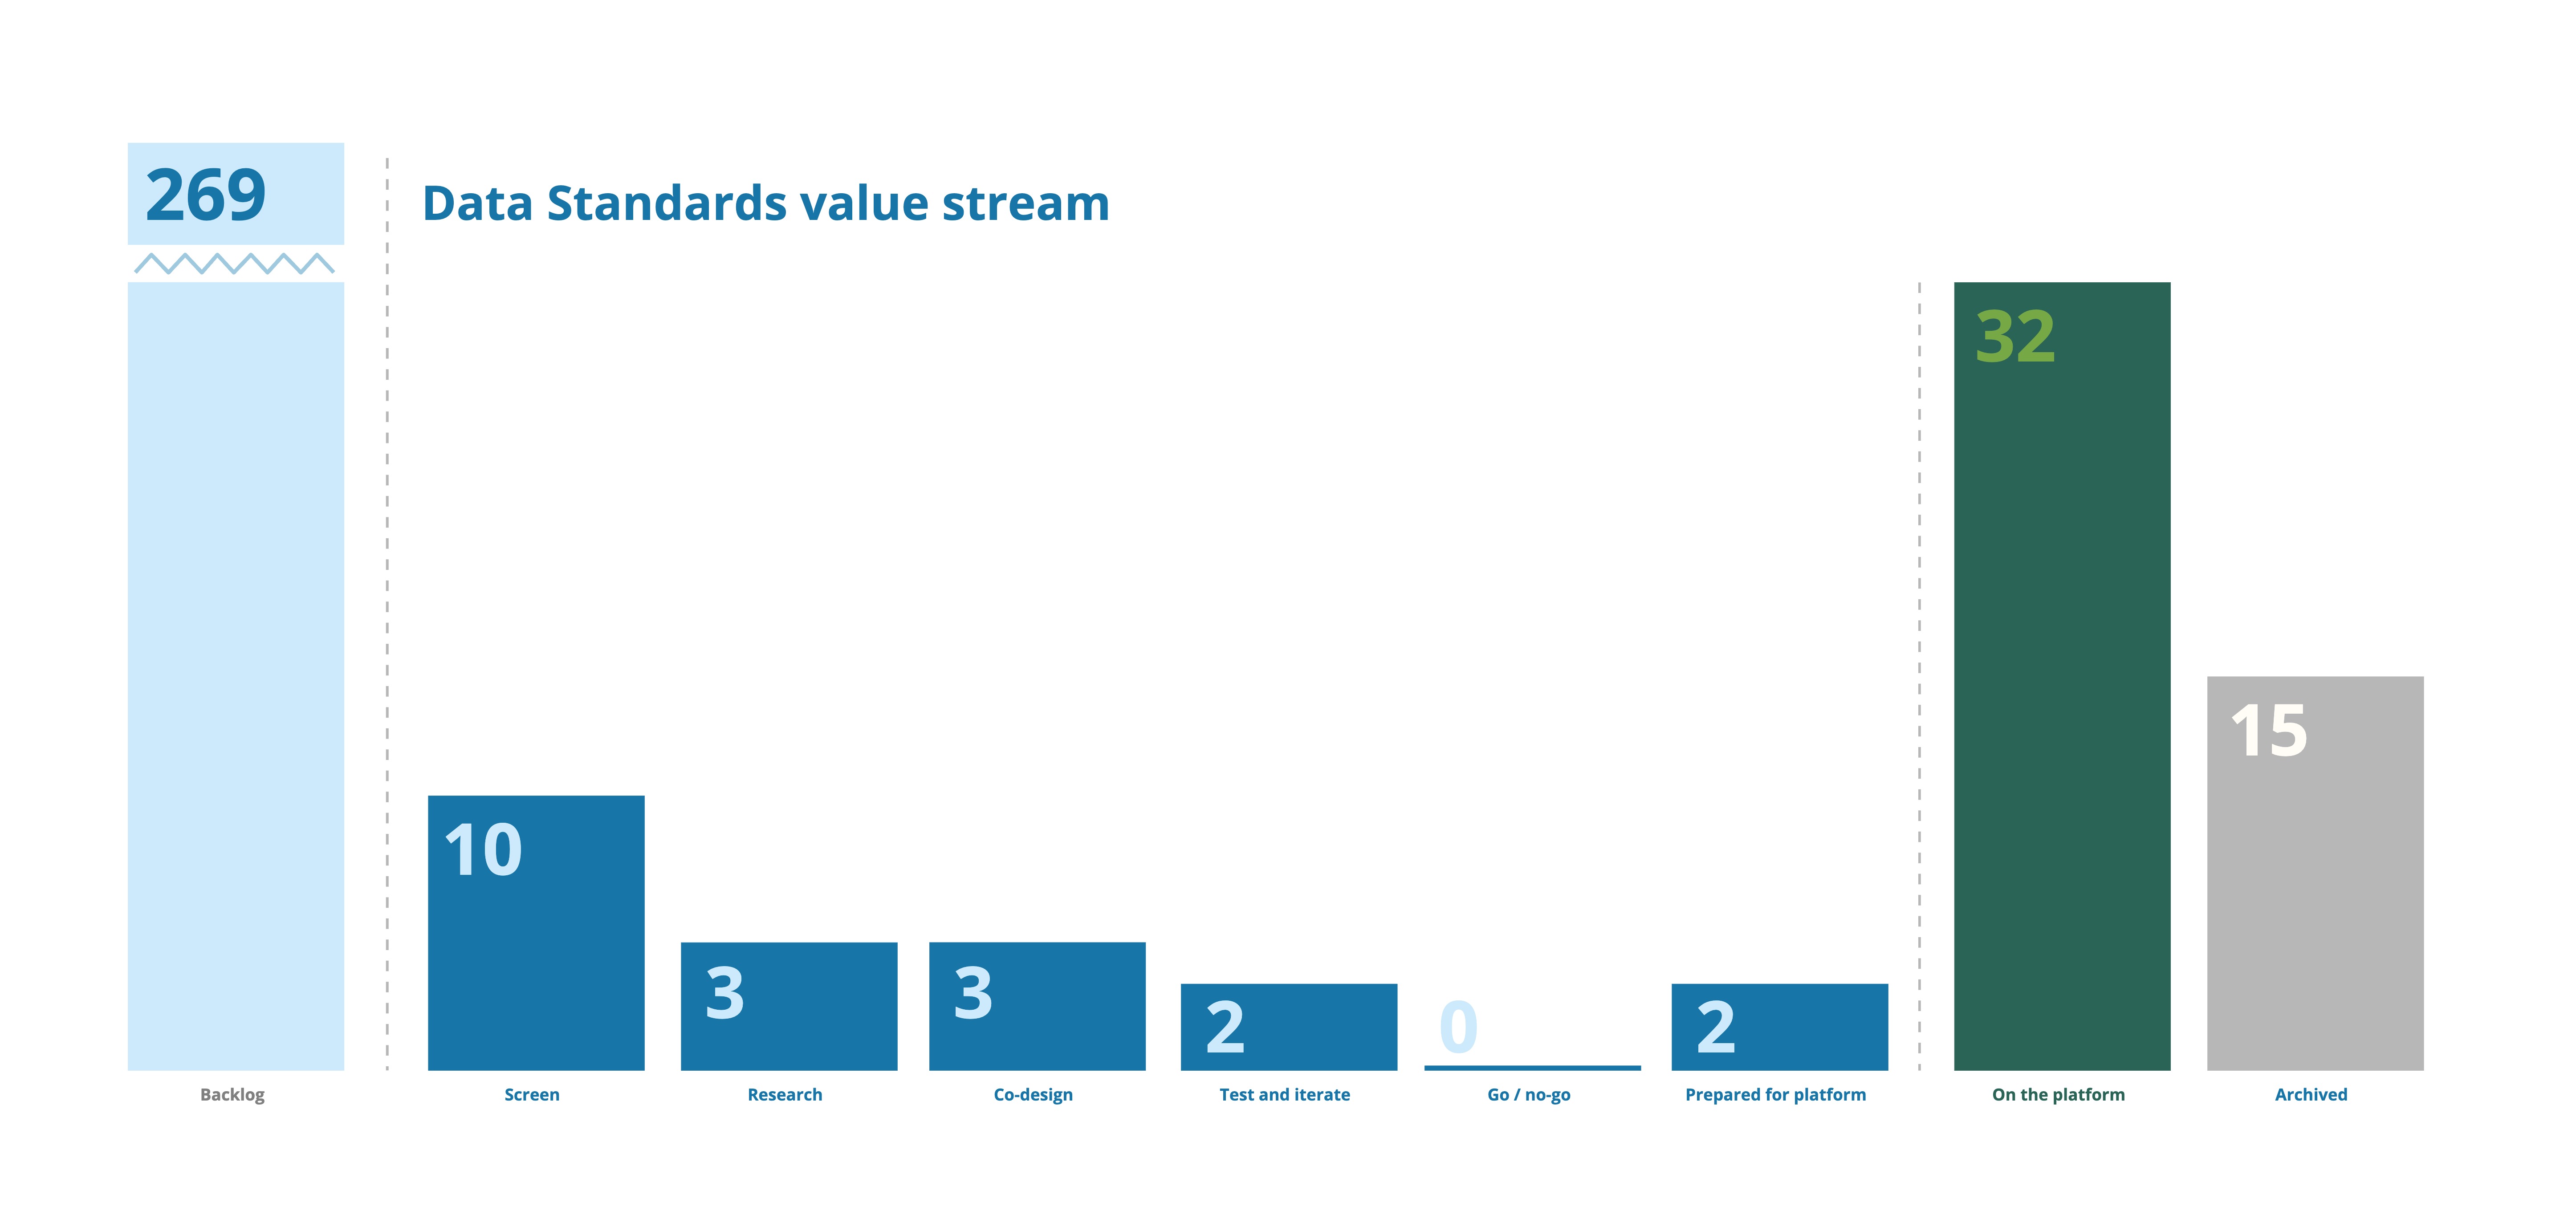 269
Data Standards value stream
32
15
10
3
3
2
0
2
Backlog
Screen
Research
Co-design
Test and iterate
Go / no-go
Prepared for platform
On the platform
Archived